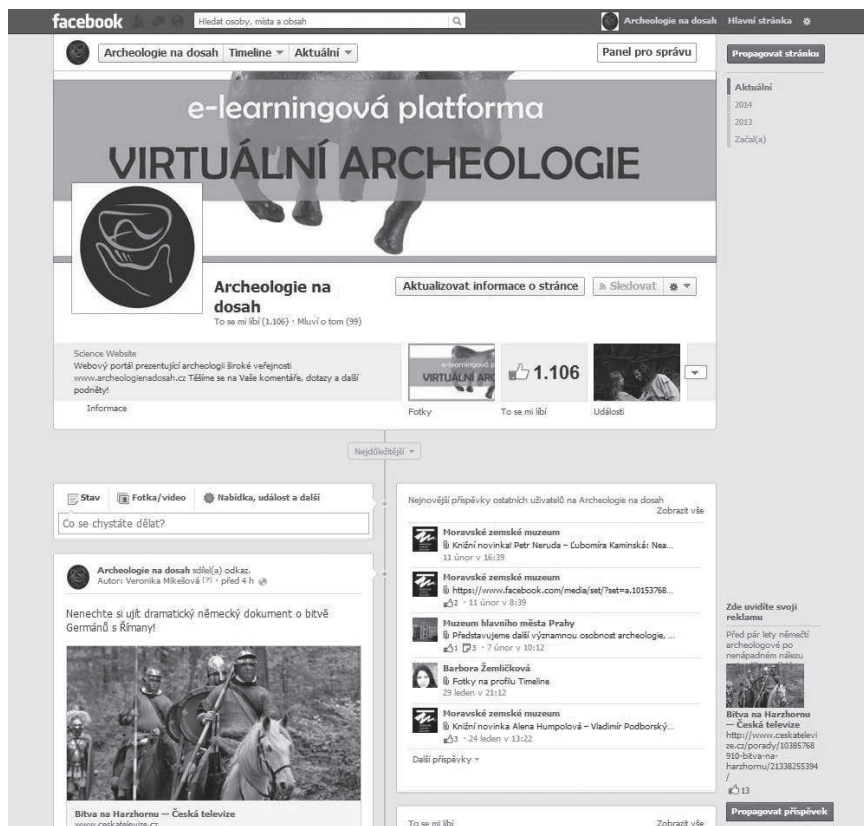 facebook
Hledat osoby, místa a obsah
Archeologie na dosah
Hlavní stránka
Archeologie na dosah
Timeline
Aktuální
Panel pro správu
Propagovat stránku
Aktuální
2014
2013
Začal(a)
e-learningová platforma
VIRTUÁLNÍ ARCHEOLOGIE
Archeologie na
dosah
To se mi líbí (1.106) · Mluví o tom (99)
Aktualizovat informace o stránce
Sledovat
Science Website
Webový portál prezentující archeologii široké veřejnosti
www.archeologienadosah.cz Těšíme se na Vaše komentáře, dotazy a další
podněty!
Informace
e-learningová pl
VIRTUÁLNÍ ARC
Fotky
1.106
To se mi líbí
Události
Nejdůležitější
Stav
Fotka/video
Nabídka, událost a další
Co se chystáte dělat?
Archeologie na dosah sdílel(a) odkaz.
Autor: Veronika Mikešová [?] · před 4 h
Nenechte si ujít dramatický německý dokument o bitvě
Germánů s Římany!
Bitva na Harzhornu — Česká televize
www.ceskatelevize.cz
Nejnovější příspěvky ostatních uživatelů na Archeologie na dosah
Zobrazit vše
Moravské zemské muzeum
Knižní novinka! Petr Neruda – Ľubomíra Kaminská: Nea...
11 únor v 16:39
Moravské zemské muzeum
https://www.facebook.com/media/set/?set=a.10153768...
2 · 11 únor v 8:39
Muzeum hlavního města Prahy
Představujeme další významnou osobnost archeologie, ...
1 3 · 7 únor v 10:12
Barbora Žemličková
Fotky na profilu Timeline
29 leden v 21:12
Moravské zemské muzeum
Knižní novinka Alena Humpolová – Vladimír Podborský...
3 · 24 leden v 13:22
Další příspěvky
To se mi líbí
Zobrazit vše
Zde uvidíte svoji
reklamu
Před pár lety němečtí
archeologové po
nenápadném nálezu
Bitva na Harzhornu
— Česká televize
http://www.ceskatelevi
ze.cz/porady/10385768
910-bitva-na-
harzhornu/21338255394
/
13
Propagovat příspěvek